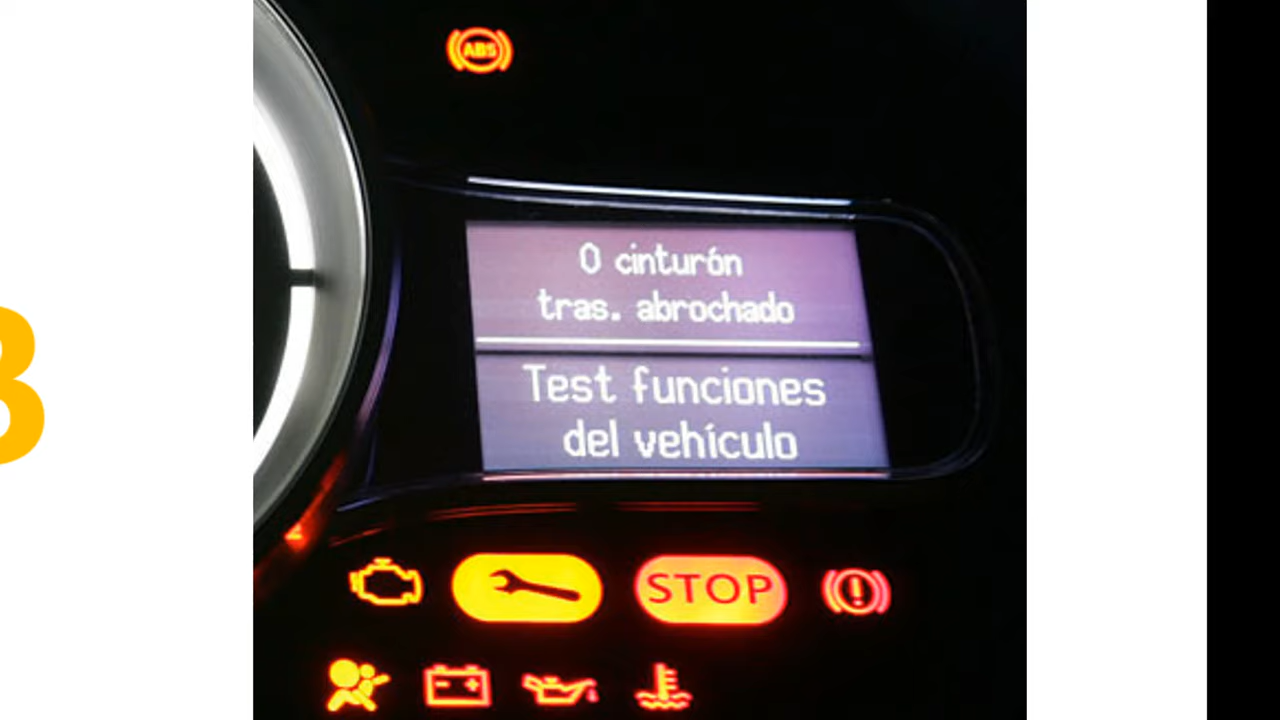 ABS
0 cinturón
tras. abrochado
Test funciones
del vehículo
STOP